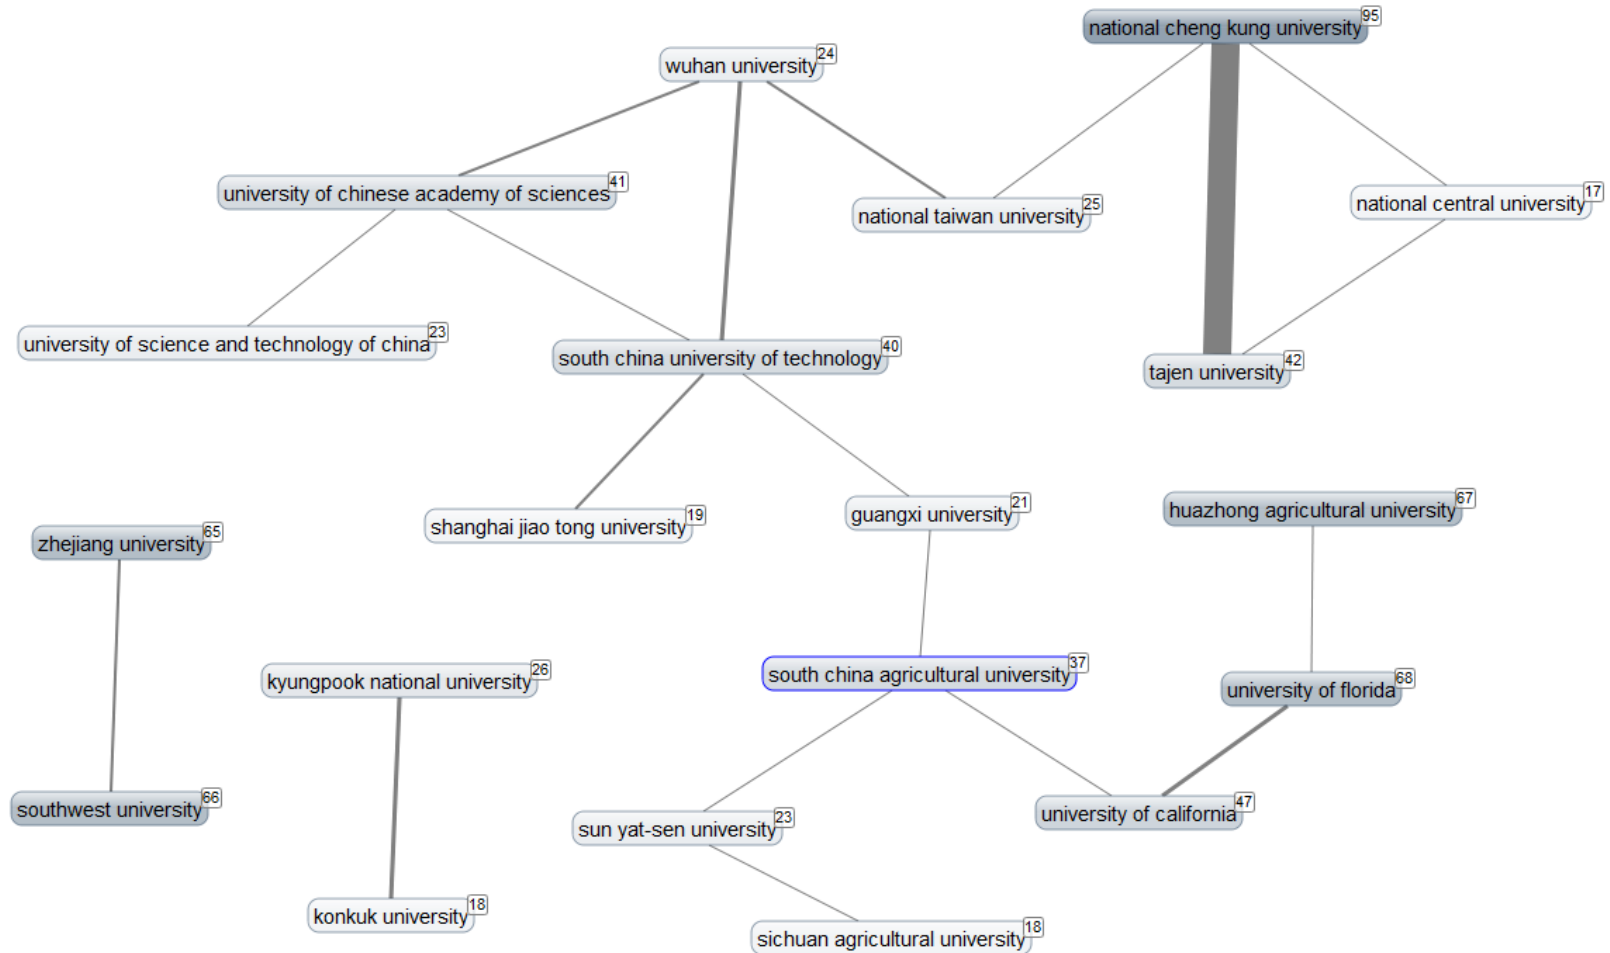 national cheng kung university 95
wuhan university 24
university of chinese academy of sciences 41
national central university 17
national taiwan university 25
university of science and technology of china 23
south china university of technology 40
tajen university 42
huazhong agricultural university 67
guangxi university 21
shanghai jiao tong university 19
zhejiang university 65
south china agricultural university 37
kyungpook national university 26
university of florida 68
southwest university 66
university of california 47
sun yat-sen university 23
konkuk university 18
sichuan agricultural university 18